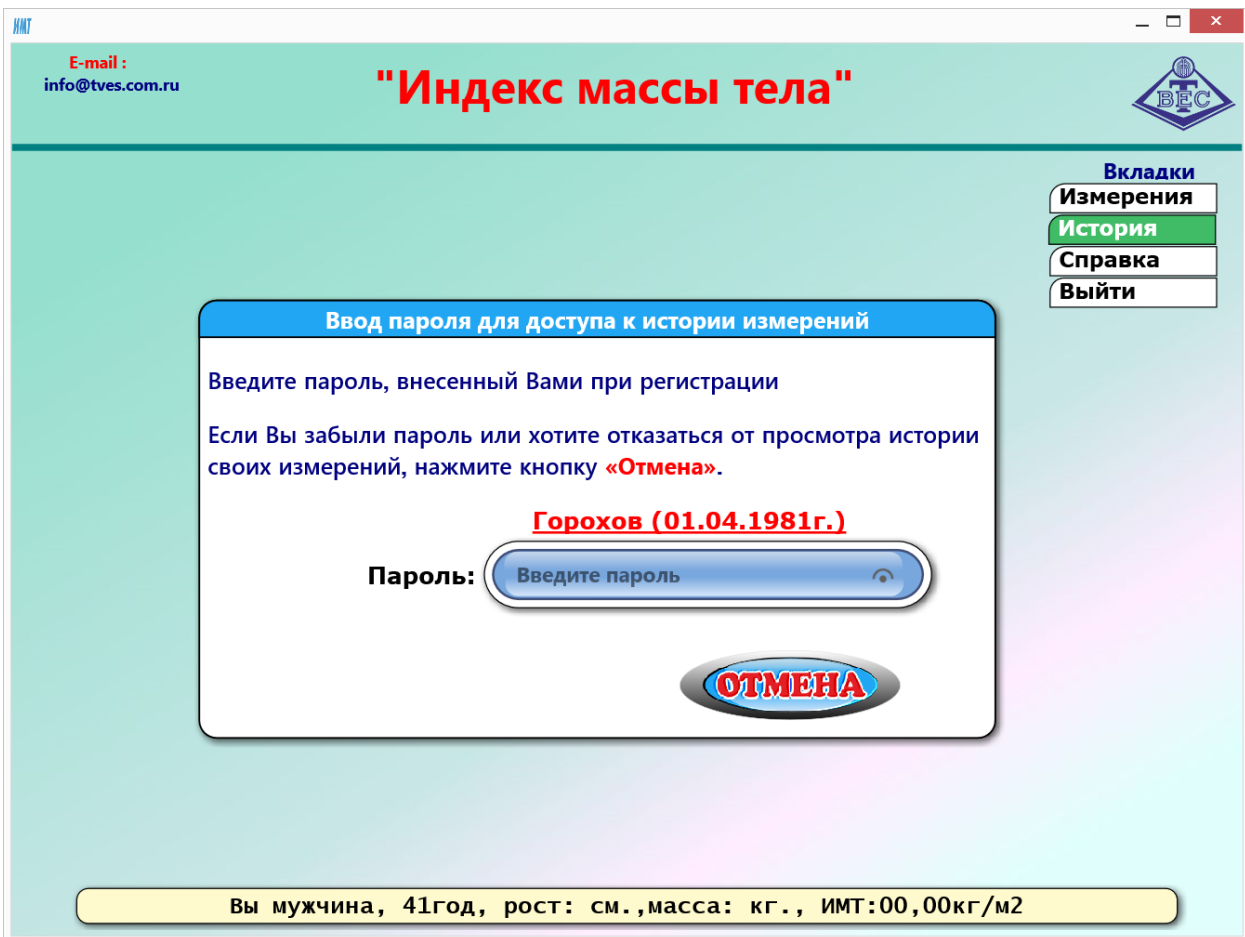 ИМТ
E-mail :
info@tves.com.ru
"Индекс массы тела"
Т
ВЕС
Вкладки
Измерения
История
Справка
Выйти
Ввод пароля для доступа к истории измерений
Введите пароль, внесенный Вами при регистрации
Если Вы забыли пароль или хотите отказаться от просмотра истории
своих измерений, нажмите кнопку «Отмена».
Горохов (01.04.1981г.)
Пароль: Введите пароль
ОТМЕНА
Вы мужчина, 41год, рост: см.,масса: кг., ИМТ:00,00кг/м2